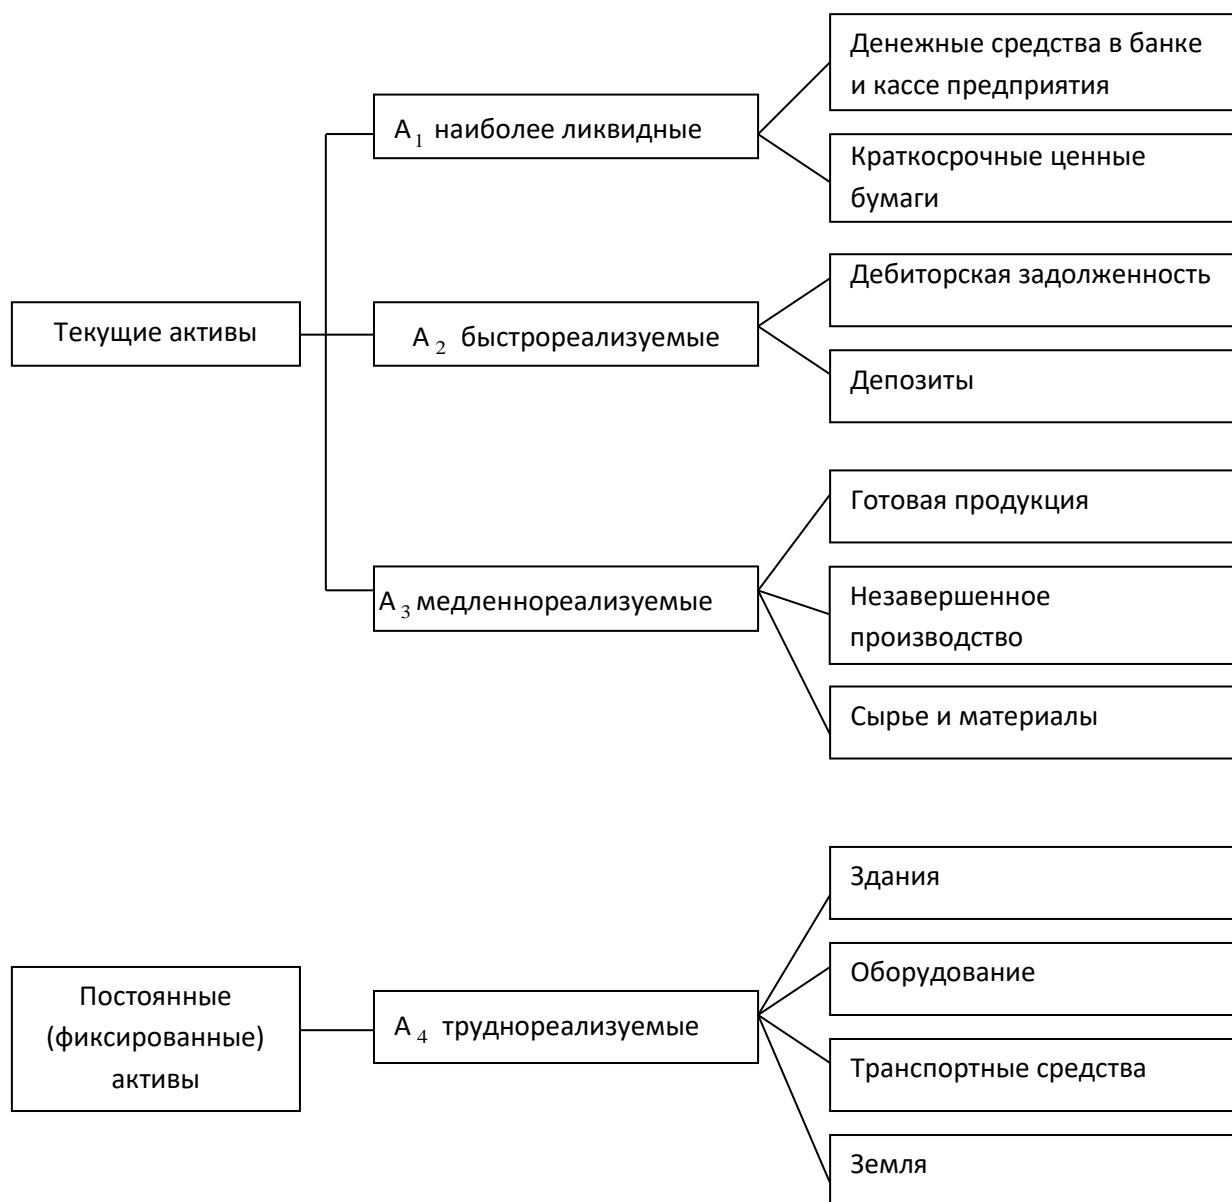 Текущие активы
А₁ наиболее ликвидные
Денежные средства в банке
и кассе предприятия
Краткосрочные ценные
бумаги
А₂ быстрореализуемые
Дебиторская задолженность
Депозиты
А₃ медленнореализуемые
Готовая продукция
Незавершенное
производство
Сырье и материалы
Постоянные
(фиксированные)
активы
А₄ труднореализуемые
Здания
Оборудование
Транспортные средства
Земля